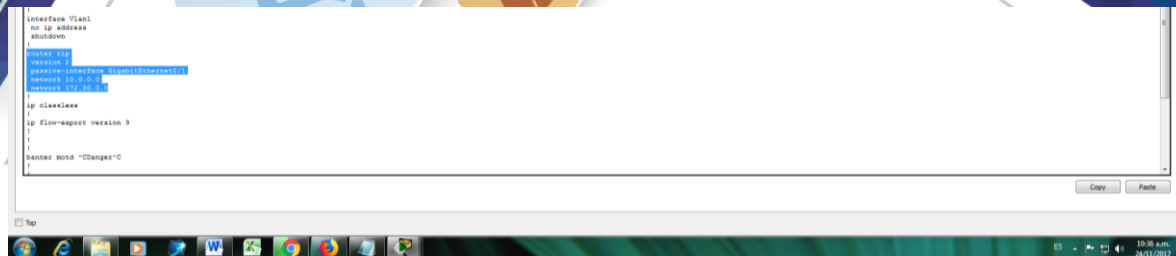 !
interface Vlan1
no ip address
shutdown
!
router rip
version 2
passive-interface GigabitEthernet0/1
network 10.0.0.0
network 172.30.0.0
!
ip classless
!
ip flow-export version 9
!
!
!
banner motd ^CDanger^C
!
!
Copy Paste
Top
ES 10:36 a.m.
24/11/2017